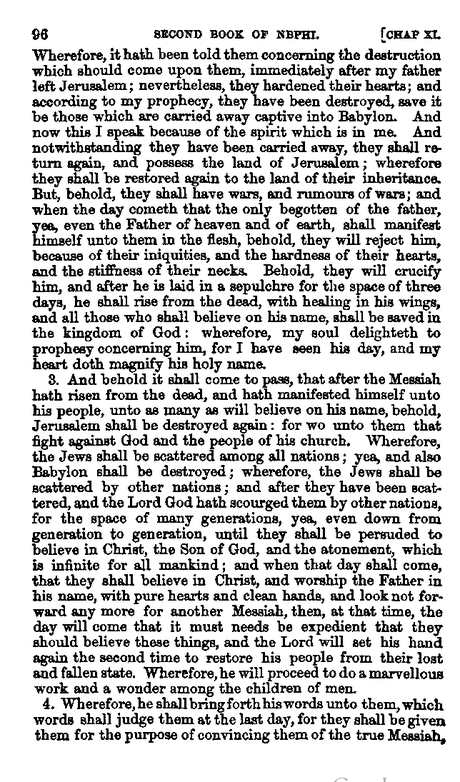 96 SECOND BOOK OF NEPHI. [CHAP XI.
Wherefore, it hath been told them concerning the destruction
which should come upon them, immediately after my father
left Jerusalem; nevertheless, they hardened their hearts; and
according to my prophecy, they have been destroyed, save it
be those which are carried away captive into Babylon. And
now this I speak because of the spirit which is in me. And
notwithstanding they have been carried away, they shall re-
turn again, and possess the land of Jerusalem; wherefore
they shall be restored again to the land of their inheritance.
But, behold, they shall have wars, and rumours of wars; and
when the day cometh that the only begotten of the father,
yea, even the Father of heaven and of earth, shall manifest
himself unto them in the flesh, behold, they will reject him,
because of their iniquities, and the hardness of their hearts,
and the stiffness of their necks. Behold, they will crucify
him, and after he is laid in a sepulchre for the space of three
days, he shall rise from the dead, with healing in his wings,
and all those who shall believe on his name, shall be saved in
the kingdom of God: wherefore, my soul delighteth to
prophesy concerning him, for I have seen his day, and my
heart doth magnify his holy name.
3. And behold it shall come to pass, that after the Messiah
hath risen from the dead, and hath manifested himself unto
his people, unto as many as will believe on his name, behold,
Jerusalem shall be destroyed again: for wo unto them that
fight against God and the people of his church. Wherefore,
the Jews shall be scattered among all nations; yea, and also
Babylon shall be destroyed; wherefore, the Jews shall be
scattered by other nations; and after they have been scat-
tered, and the Lord God hath scourged them by other nations,
for the space of many generations, yea, even down from
generation to generation, until they shall be persuded to
believe in Christ, the Son of God, and the atonement, which
is infinite for all mankind; and when that day shall come,
that they shall believe in Christ, and worship the Father in
his name, with pure hearts and clean hands, and look not for-
ward any more for another Messiah, then, at that time, the
day will come that it must needs be expedient that they
should believe these things, and the Lord will set his hand
again the second time to restore his people from their lost
and fallen state. Wherefore, he will proceed to do a marvellous
work and a wonder among the children of men.
4. Wherefore, he shall bring forth his words unto them, which
words shall judge them at the last day, for they shall be given
them for the purpose of convincing them of the true Messiah,